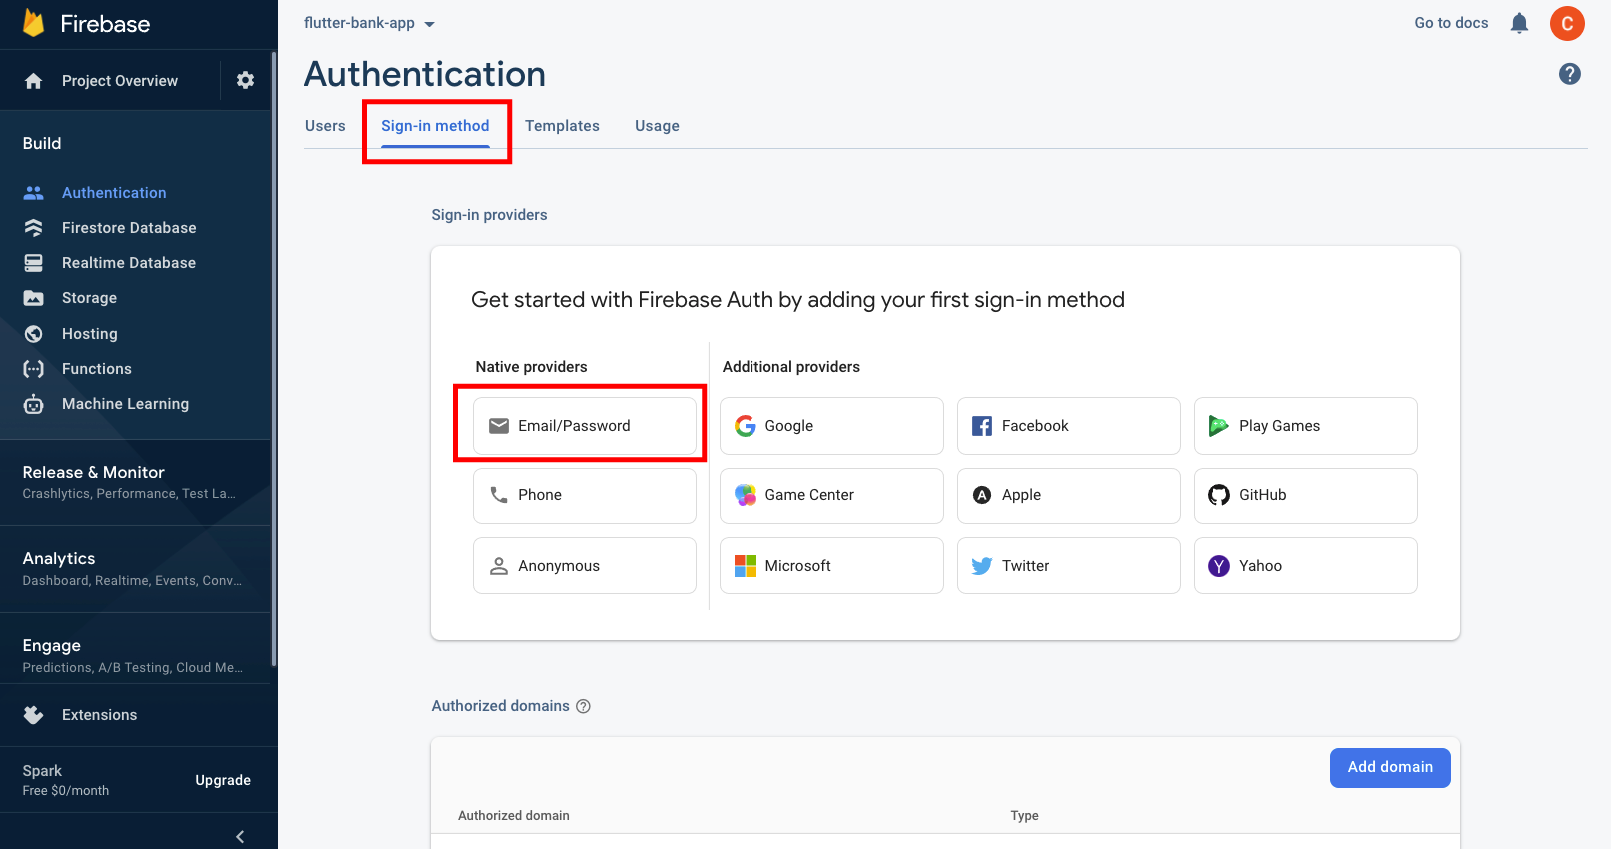 Firebase
Project Overview
Build
Authentication
Firestore Database
Realtime Database
Storage
Hosting
Functions
Machine Learning
Release & Monitor
Crashlytics, Performance, Test La...
Analytics
Dashboard, Realtime, Events, Conv...
Engage
Predictions, A/B Testing, Cloud Me...
Extensions
Spark
Free $0/month
Upgrade
flutter-bank-app
Go to docs
C
Authentication
?
Users Sign-in method Templates Usage
Sign-in providers
Get started with Firebase Auth by adding your first sign-in method
Native providers
Additional providers
Email/Password
Google
Facebook
Play Games
Phone
Game Center
Apple
GitHub
Anonymous
Microsoft
Twitter
Yahoo
Authorized domains ?
Add domain
Authorized domain Type